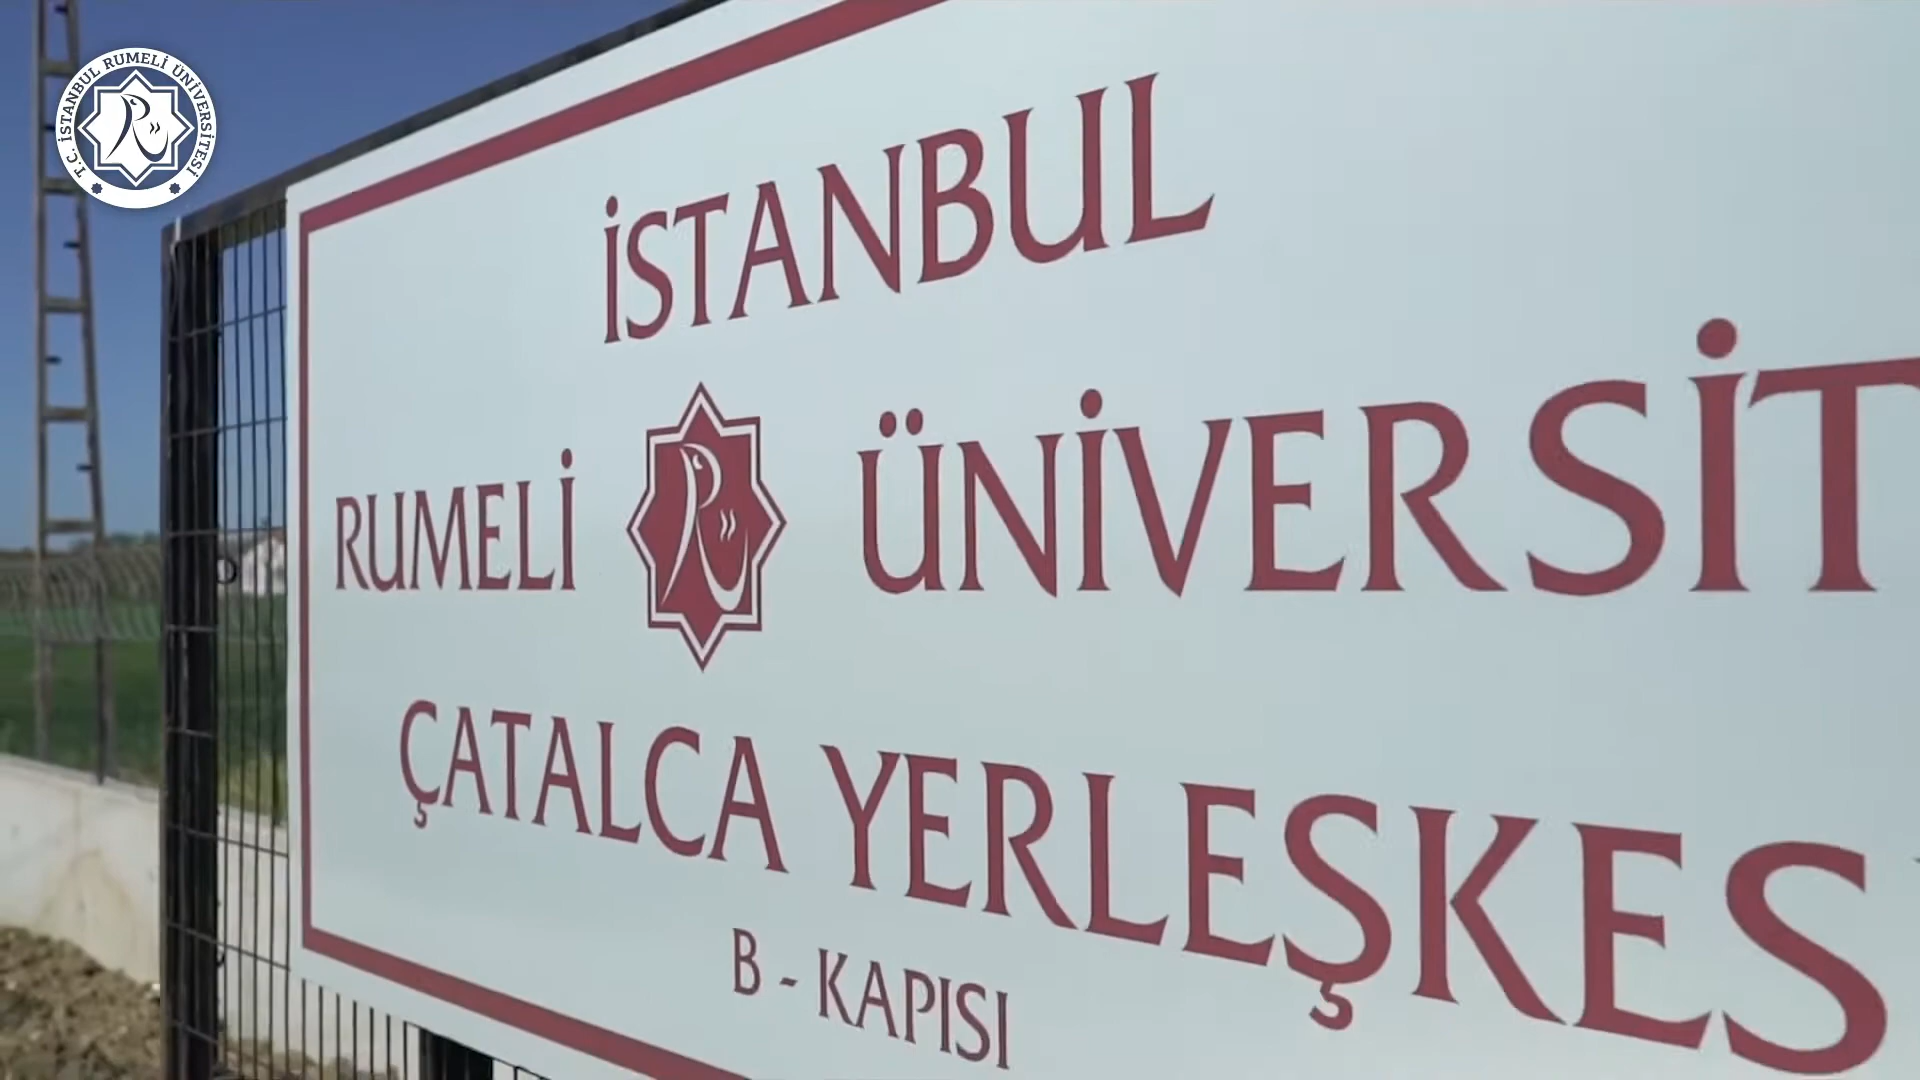 T.C. İSTANBUL RUMELİ ÜNİVERSİTESİ
İSTANBUL
RUMELİ ÜNİVERSİT
ÇATALCA YERLEŞKES
B - KAPISI